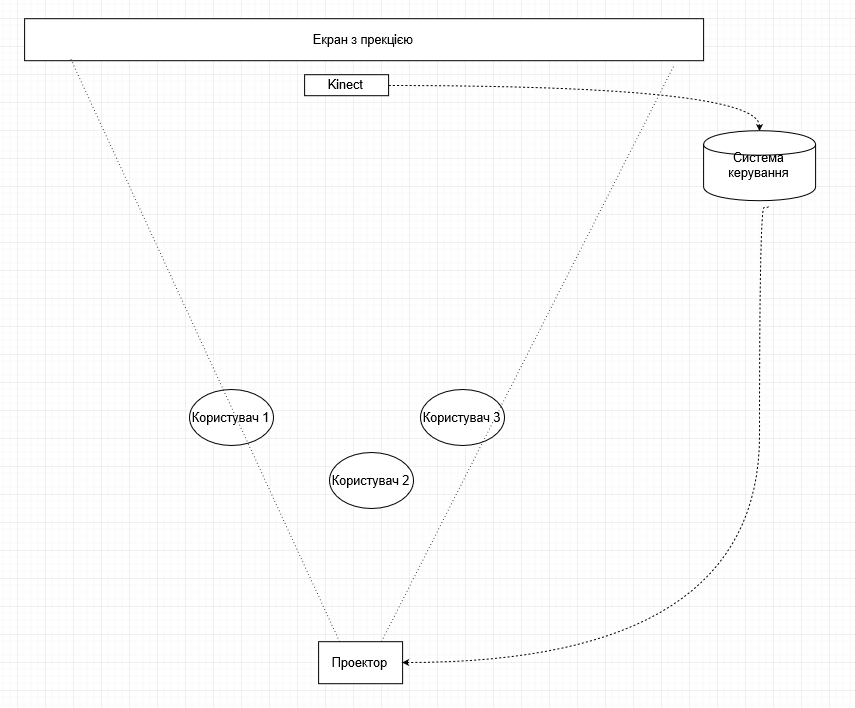 Екран з прекцією
Kinect
Система
керування
Користувач 1
Користувач 3
Користувач 2
Проектор